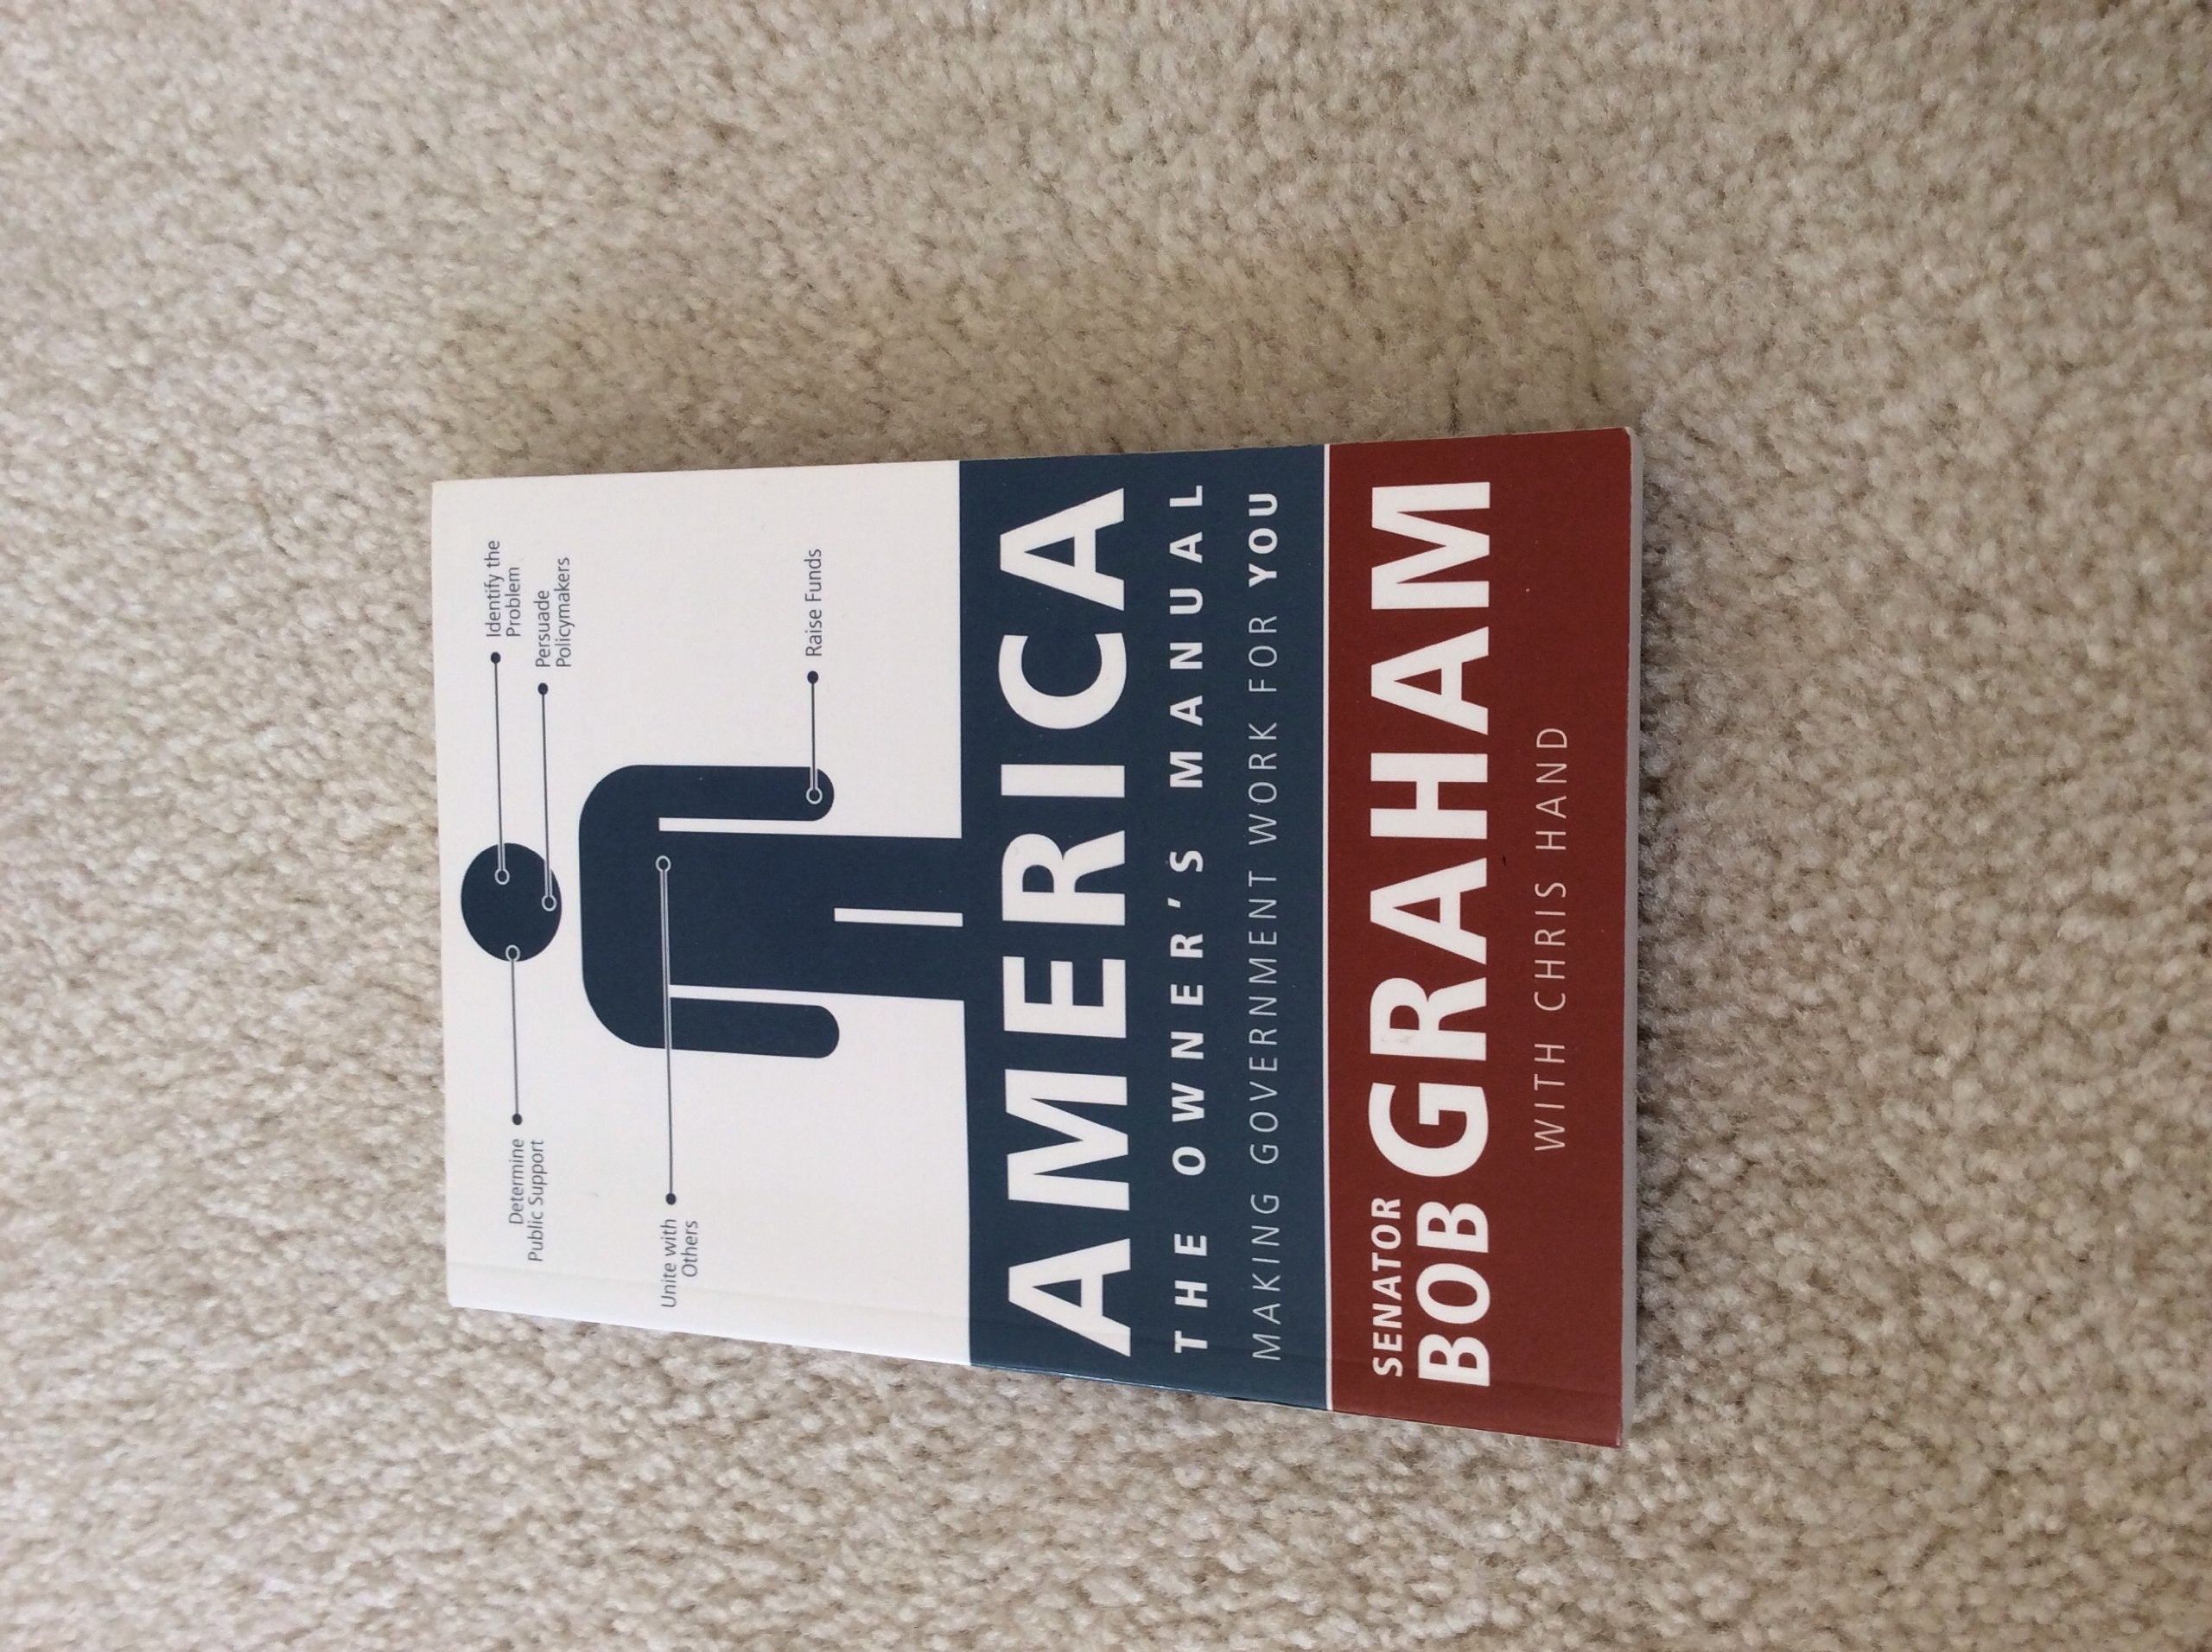 Identify the
Problem
Determine
Public Support
Persuade
Policymakers
Unite with
Others
Raise Funds
AMERICA
THE OWNER'S MANUAL
MAKING GOVERNMENT WORK FOR YOU
SENATOR
BOB GRAHAM
WITH CHRIS HAND